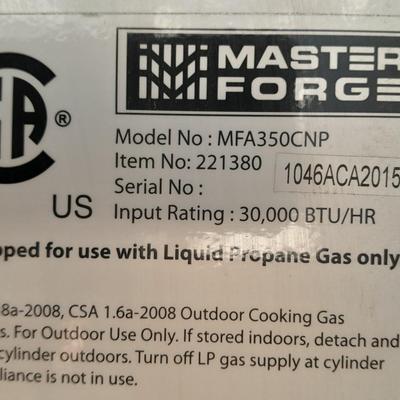 MASTER
FORGE
®
US
Model No : MFA350CNP
Item No : 221380
Serial No :
1046ACA2015
Input Rating : 30,000 BTU/HR
pped for use with Liquid Propane Gas only
8a-2008, CSA 1.6a-2008 Outdoor Cooking Gas
s. For Outdoor Use Only. If stored indoors, detach and
cylinder outdoors. Turn off LP gas supply at cylinder
liance is not in use.